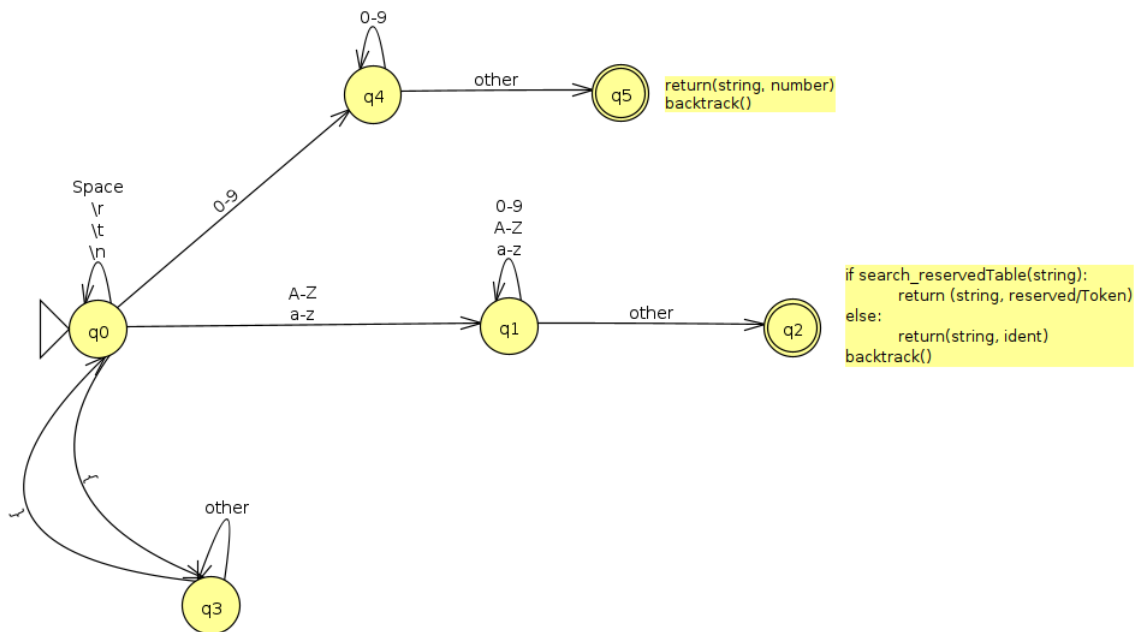 0-9
q4
other
q5
return(string, number)
backtrack()
0-9
Space
\r
\t
\n
q0
A-Z
a-z
0-9
A-Z
a-z
q1
other
q2
if search_reservedTable(string):
return (string, reserved/Token)
else:
return(string, ident)
backtrack()
{
}
other
q3